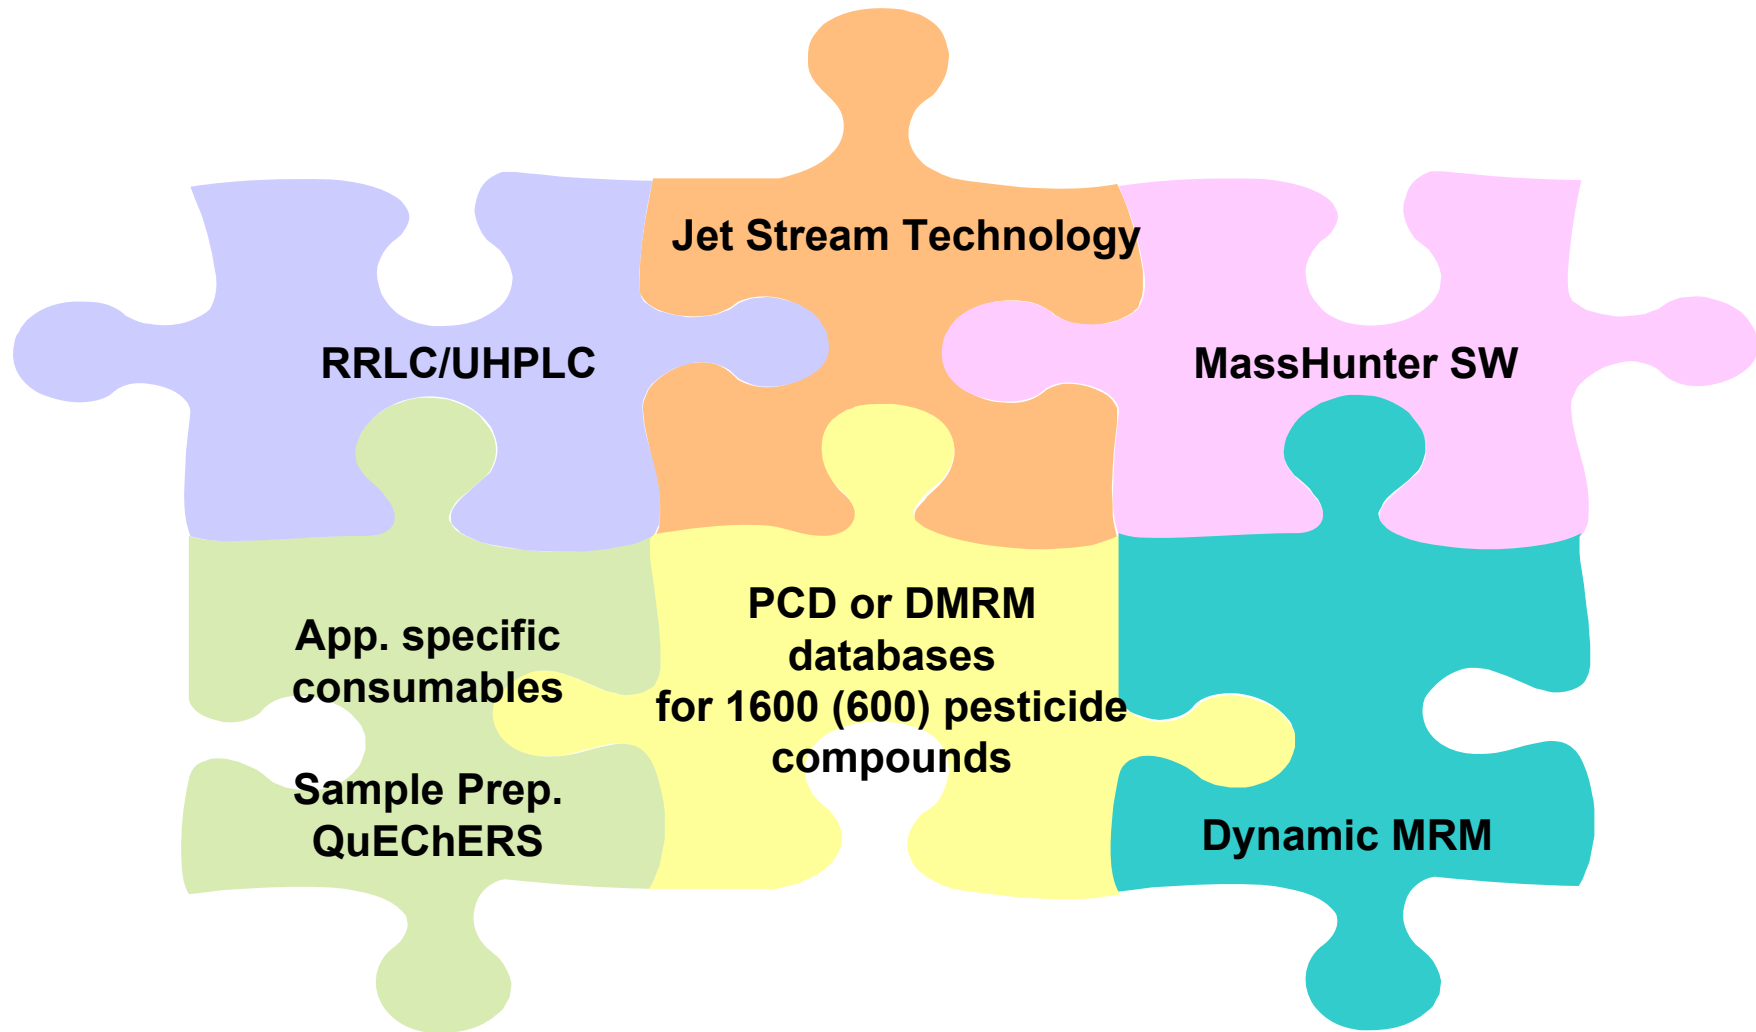 Jet Stream Technology
RRLC/UHPLC
MassHunter SW
App. specific
consumables
Sample Prep.
QuEChERS
PCD or DMRM
databases
for 1600 (600) pesticide
compounds
Dynamic MRM